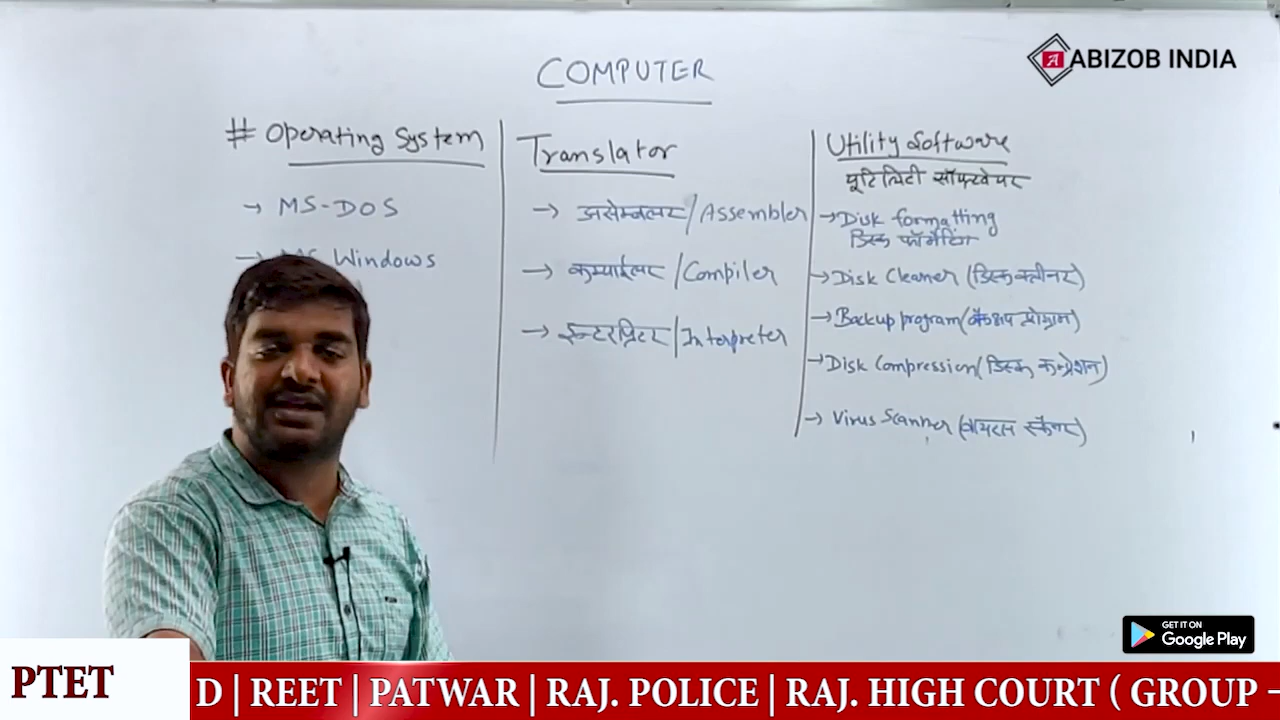 ABIZOB INDIA
COMPUTER
# Operating System
→ MS-DOS
→ MS Windows
Translator
→ असेम्बलर/Assembler
→ कम्पाईलर/Compiler
→ इन्टरप्रिटर/Interpreter
Utility Software
यूटिलिटी सॉफ्टवेयर
→ Disk formatting
डिस्क फॉर्मेटिंग
→ Disk Cleaner (डिस्क क्लीनर)
→ Backup program (बैकअप प्रोग्राम)
→ Disk Compression (डिस्क कम्प्रेशन)
→ Virus Scanner (वायरस स्कैनर)
GET IT ON
Google Play
PTET
D | REET | PATWAR | RAJ. POLICE | RAJ. HIGH COURT ( GROUP -